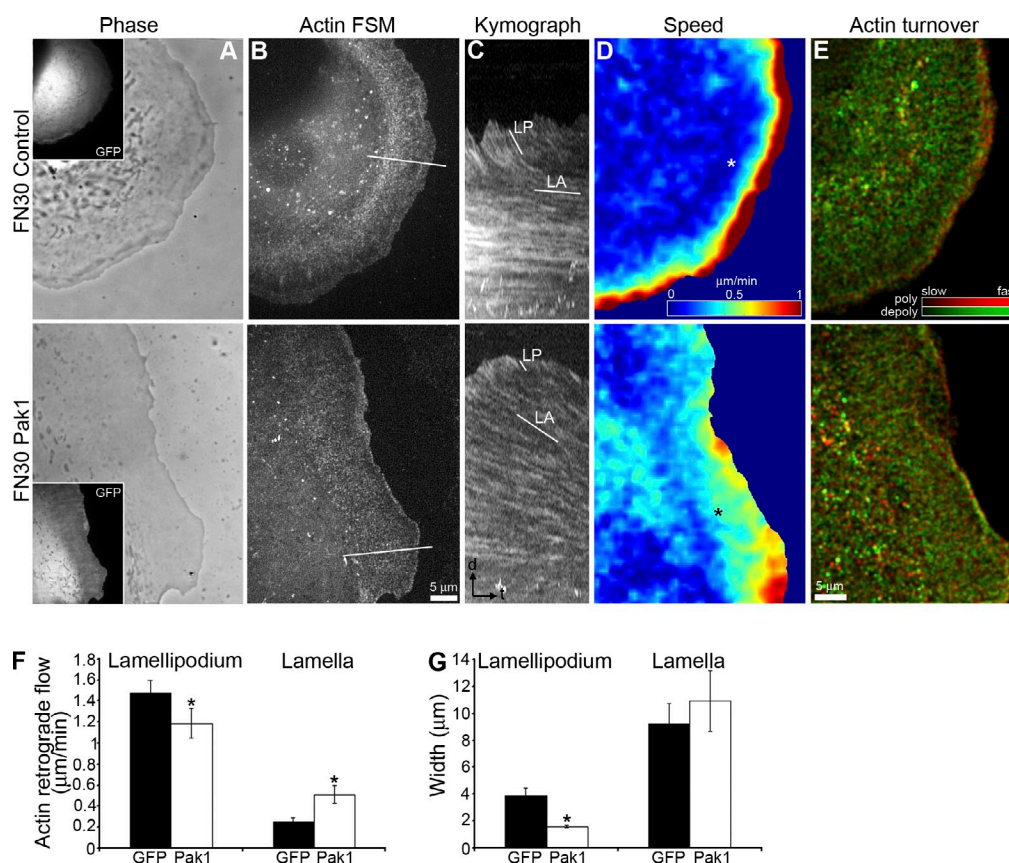 Phase
Actin FSM
Kymograph
Speed
Actin turnover
FN30 Control
A
GFP
B
C
LP
LA
D
*
μm/min
0 0.5 1
E
slow fas
poly
depoly
FN30 Pak1
GFP
5 μm
LP
LA
d
t
*
5 μm
F
Lamellipodium Lamella
Actin retrograde flow
(μm/min)
1.8
1.6
1.4
1.2
1
0.8
0.6
0.4
0.2
0
*
*
GFP Pak1 GFP Pak1
G
Lamellipodium Lamella
Width (μm)
14
12
10
8
6
4
2
0
*
GFP Pak1 GFP Pak1